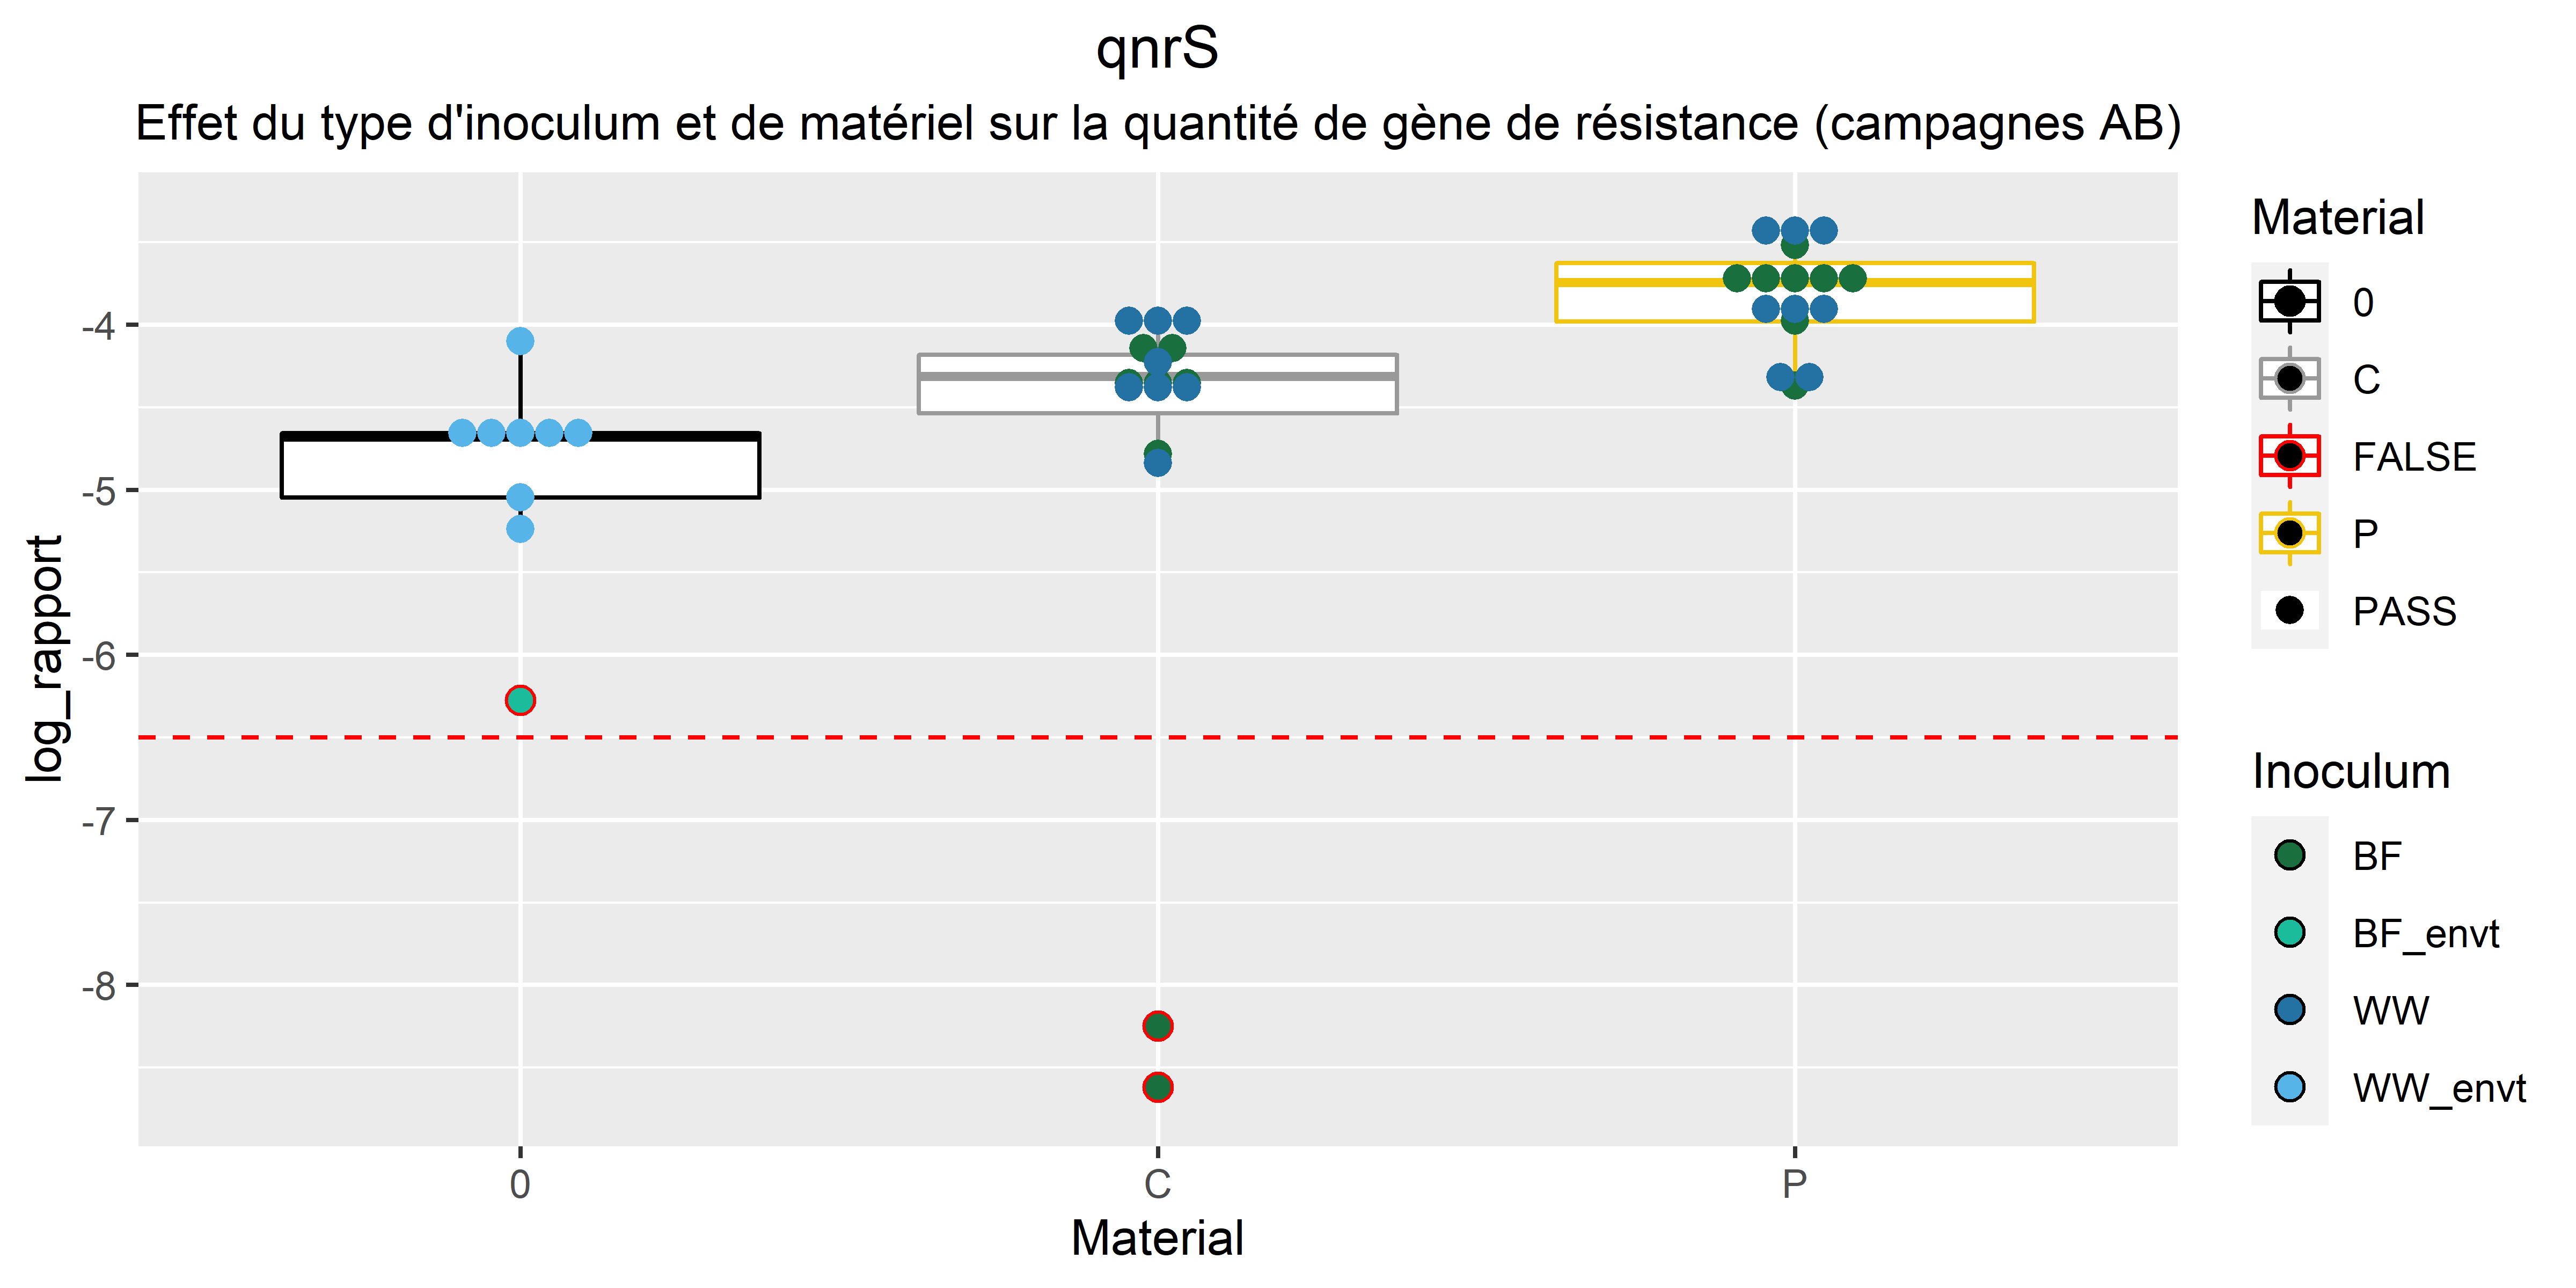 qnrS
Effet du type d'inoculum et de matériel sur la quantité de gène de résistance (campagnes AB)
log_rapport
-4
-5
-6
-7
-8
0
C
P
Material
Material
0
C
FALSE
P
PASS
Inoculum
BF
BF_envt
WW
WW_envt